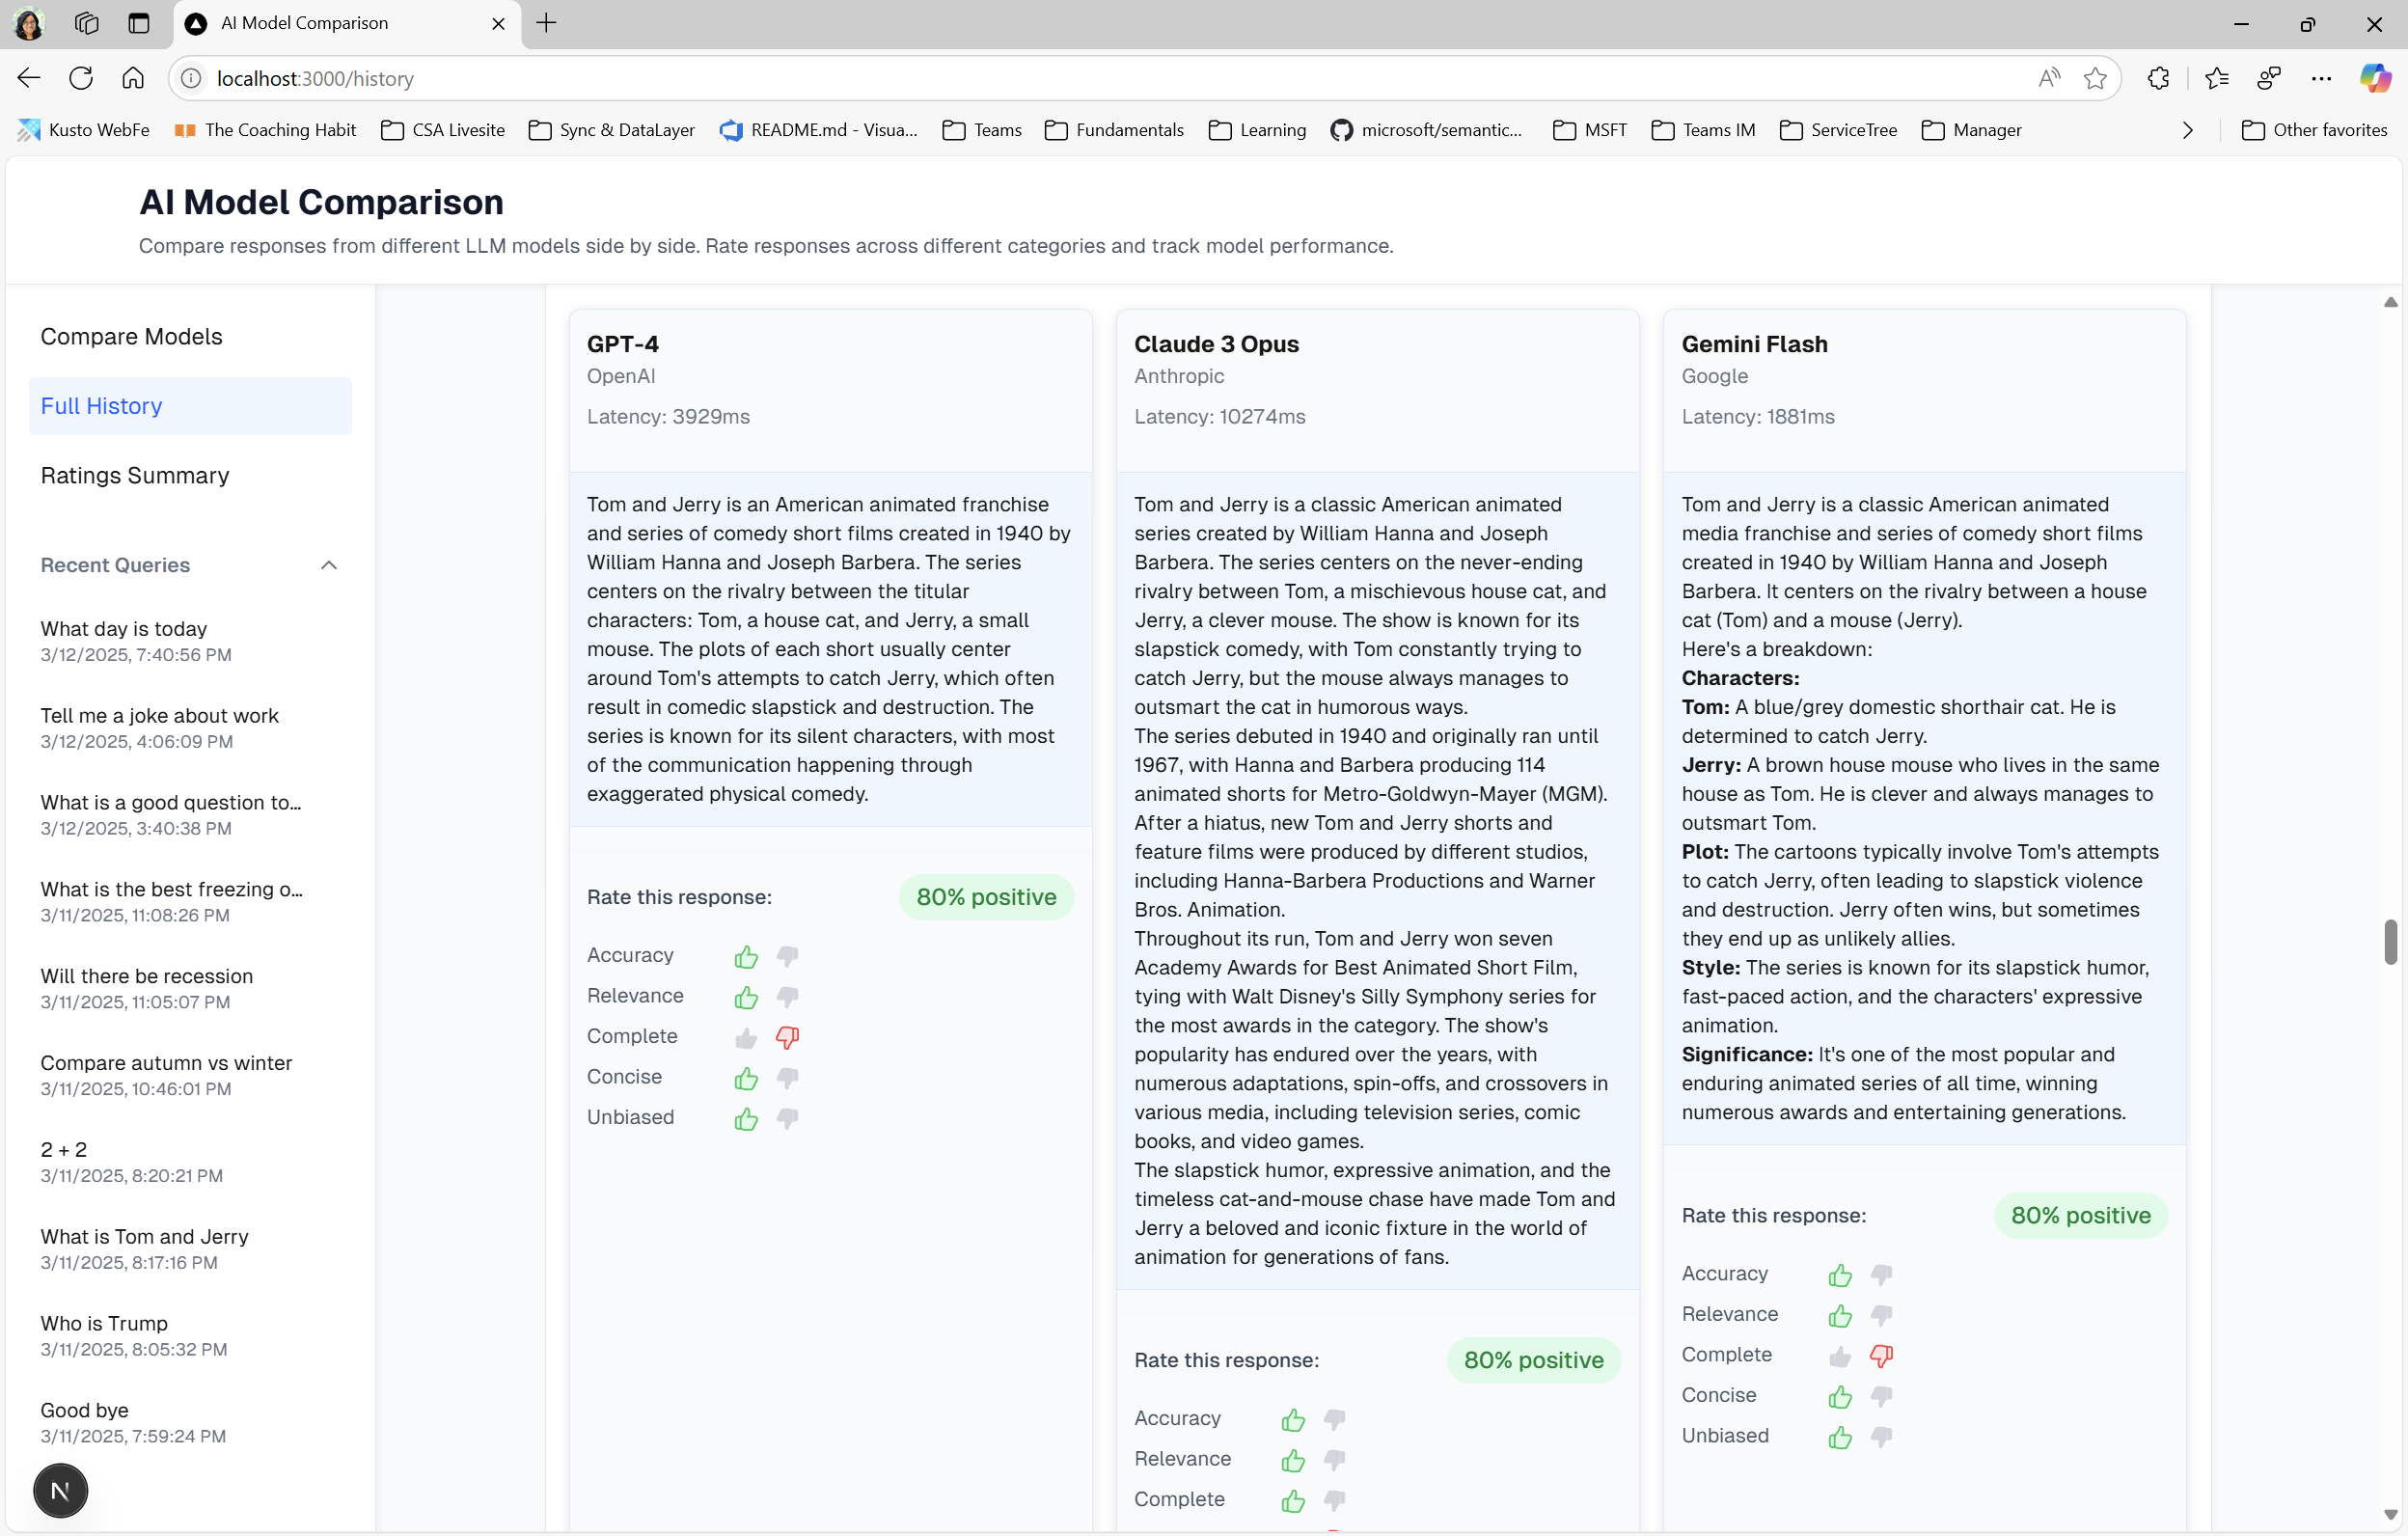 AI Model Comparison
localhost:3000/history
Kusto WebFe
The Coaching Habit
CSA Livesite
Sync & DataLayer
README.md - Visua...
Teams
Fundamentals
Learning
microsoft/semantic...
MSFT
Teams IM
ServiceTree
Manager
Other favorites
AI Model Comparison
Compare responses from different LLM models side by side. Rate responses across different categories and track model performance.
Compare Models
Full History
Ratings Summary
Recent Queries
What day is today
3/12/2025, 7:40:56 PM
Tell me a joke about work
3/12/2025, 4:06:09 PM
What is a good question to...
3/12/2025, 3:40:38 PM
What is the best freezing o...
3/11/2025, 11:08:26 PM
Will there be recession
3/11/2025, 11:05:07 PM
Compare autumn vs winter
3/11/2025, 10:46:01 PM
2 + 2
3/11/2025, 8:20:21 PM
What is Tom and Jerry
3/11/2025, 8:17:16 PM
Who is Trump
3/11/2025, 8:05:32 PM
Good bye
3/11/2025, 7:59:24 PM
N
GPT-4
OpenAI
Latency: 3929ms
Tom and Jerry is an American animated franchise
and series of comedy short films created in 1940 by
William Hanna and Joseph Barbera. The series
centers on the rivalry between the titular
characters: Tom, a house cat, and Jerry, a small
mouse. The plots of each short usually center
around Tom's attempts to catch Jerry, which often
result in comedic slapstick and destruction. The
series is known for its silent characters, with most
of the communication happening through
exaggerated physical comedy.
Rate this response:
80% positive
Accuracy
Relevance
Complete
Concise
Unbiased
Claude 3 Opus
Anthropic
Latency: 10274ms
Tom and Jerry is a classic American animated
series created by William Hanna and Joseph
Barbera. The series centers on the never-ending
rivalry between Tom, a mischievous house cat, and
Jerry, a clever mouse. The show is known for its
slapstick comedy, with Tom constantly trying to
catch Jerry, but the mouse always manages to
outsmart the cat in humorous ways.
The series debuted in 1940 and originally ran until
1967, with Hanna and Barbera producing 114
animated shorts for Metro-Goldwyn-Mayer (MGM).
After a hiatus, new Tom and Jerry shorts and
feature films were produced by different studios,
including Hanna-Barbera Productions and Warner
Bros. Animation.
Throughout its run, Tom and Jerry won seven
Academy Awards for Best Animated Short Film,
tying with Walt Disney's Silly Symphony series for
the most awards in the category. The show's
popularity has endured over the years, with
numerous adaptations, spin-offs, and crossovers in
various media, including television series, comic
books, and video games.
The slapstick humor, expressive animation, and the
timeless cat-and-mouse chase have made Tom and
Jerry a beloved and iconic fixture in the world of
animation for generations of fans.
Rate this response:
80% positive
Accuracy
Relevance
Complete
Gemini Flash
Google
Latency: 1881ms
Tom and Jerry is a classic American animated
media franchise and series of comedy short films
created in 1940 by William Hanna and Joseph
Barbera. It centers on the rivalry between a house
cat (Tom) and a mouse (Jerry).
Here's a breakdown:
Characters:
Tom: A blue/grey domestic shorthair cat. He is
determined to catch Jerry.
Jerry: A brown house mouse who lives in the same
house as Tom. He is clever and always manages to
outsmart Tom.
Plot: The cartoons typically involve Tom's attempts
to catch Jerry, often leading to slapstick violence
and destruction. Jerry often wins, but sometimes
they end up as unlikely allies.
Style: The series is known for its slapstick humor,
fast-paced action, and the characters' expressive
animation.
Significance: It's one of the most popular and
enduring animated series of all time, winning
numerous awards and entertaining generations.
Rate this response:
80% positive
Accuracy
Relevance
Complete
Concise
Unbiased